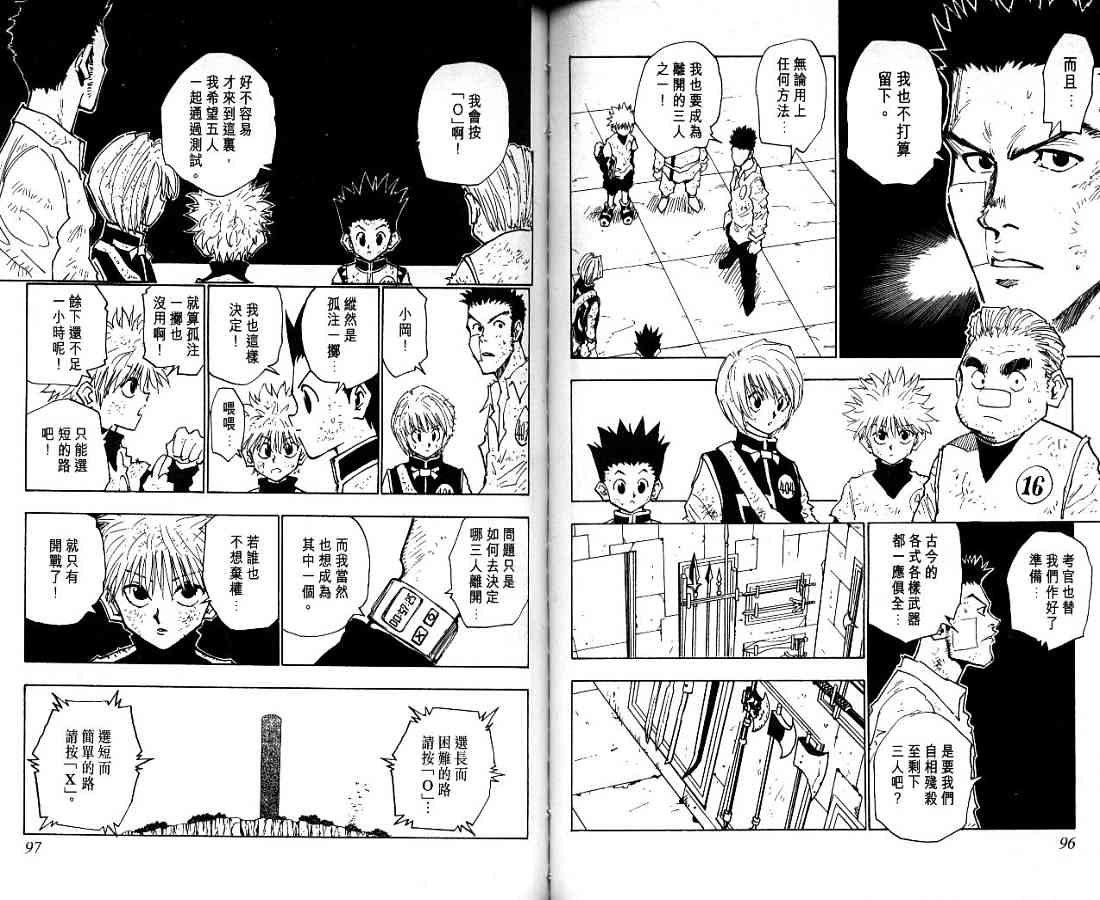 而且…
我也不打算
留下。
無論用上
任何方法…
我也要成為
離開的三人
之一！
404
16
考官也替
我們作好了
準備…
古今的
各式各樣武器
都一應俱全…
是要我們
自相殘殺
至剩下
三人吧？
96
我會按
「O」啊！
好不容易
才來到這裏，
我希望五人
一起通過測試。
小岡！
404
縱然是
孤注一擲…
我也這樣
決定！
喂喂…
就算孤注
一擲也
沒用啊！
餘下還不足
一小時呢！
只能選
短的路
吧！
問題只是
如何去決定
哪三人離開…
而我當然
也想成為
其中一個。
若誰也
不想棄權…
就只有
開戰了！
選長而
困難的路
請按「O」…
選短而
簡單的路
請按「X」。
97